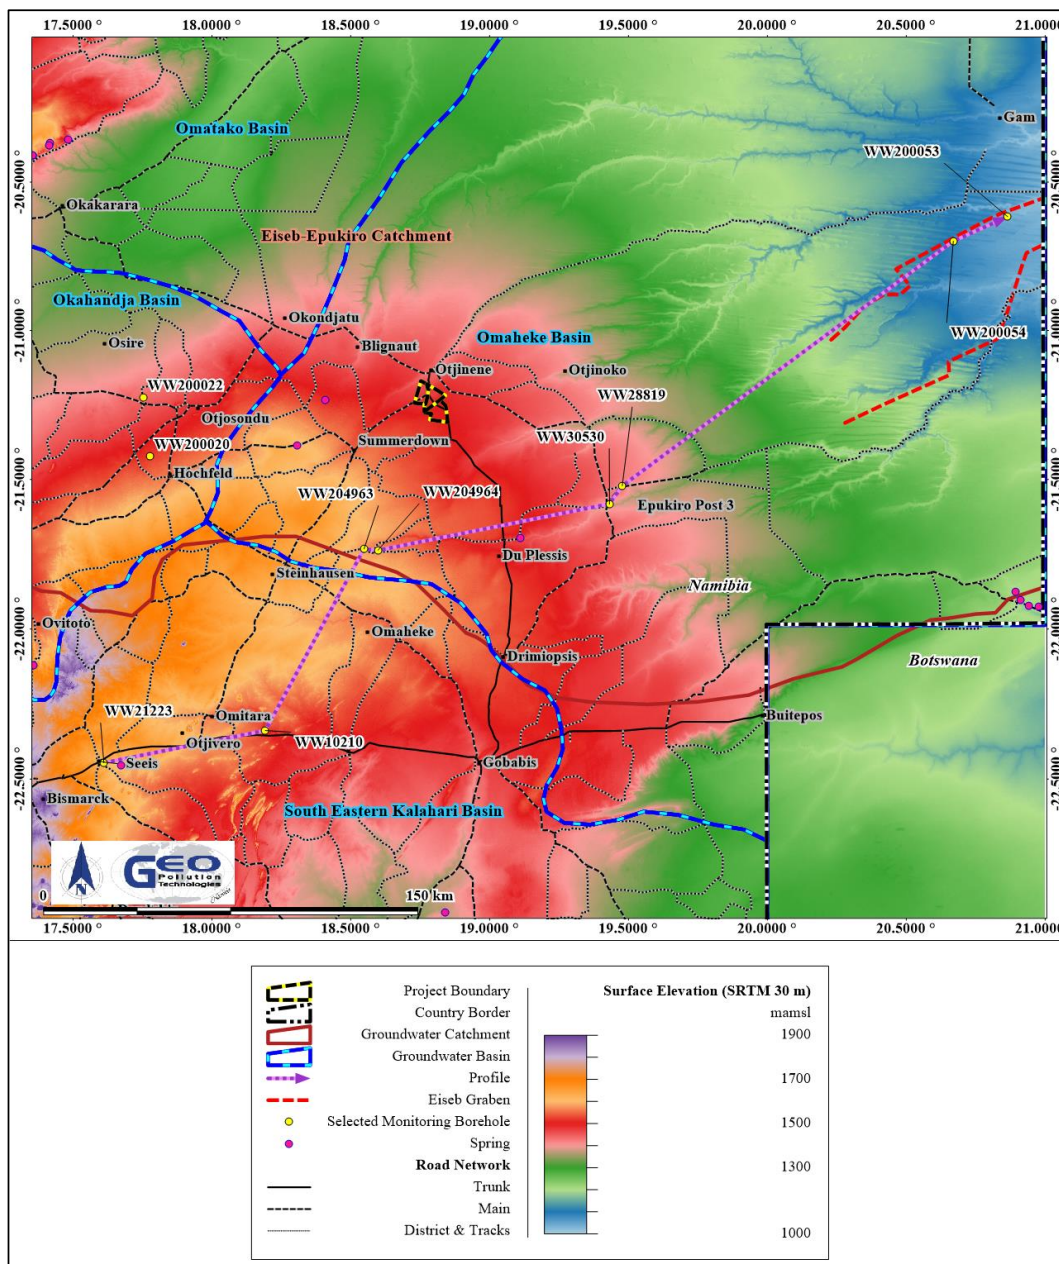 17.5000 °
18.0000 °
18.5000 °
19.0000 °
19.5000 °
20.0000 °
20.5000 °
21.0000 °
Gam
Omatako Basin
WW200053
-20.5000 °
-20.5000 °
Okakarara
Eiseb-Epukiro Catchment
Okahandja Basin
Okondjatu
Omaheke Basin
WW200054
-21.0000 °
-21.0000 °
Osire
Blignaut
Otjinene
Otjinoko
WW200022
WW28819
Otjosondu
WW30530
Summerdown
WW200020
Hochfeld
WW204963
WW204964
-21.5000 °
-21.5000 °
Epukiro Post 3
Du Plessis
Steinhausen
Namibia
Ovitoto
Omaheke
-22.0000 °
-22.0000 °
Drimiopsis
Botswana
WW21223
Omitara
Buitepos
Otjivero
WW10210
Seeis
Gobabis
-22.5000 °
-22.5000 °
Bismarck
South Eastern Kalahari Basin
N
GEO
Pollution
Technologies
0
150 km
17.5000 °
18.0000 °
18.5000 °
19.0000 °
19.5000 °
20.0000 °
20.5000 °
21.0000 °
Project Boundary
Country Border
Groundwater Catchment
Groundwater Basin
Profile
Eiseb Graben
Selected Monitoring Borehole
Spring
Road Network
Trunk
Main
District & Tracks
Surface Elevation (SRTM 30 m)
mamsl
1900
1700
1500
1300
1000